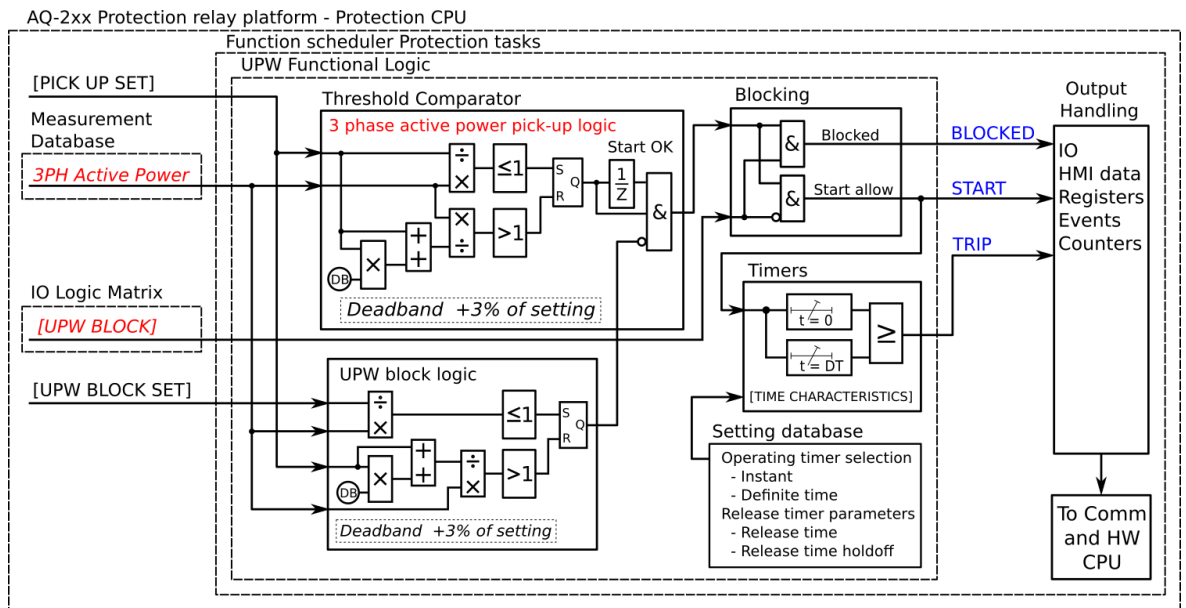 AQ-2xx Protection relay platform - Protection CPU
Function scheduler Protection tasks
UPW Functional Logic
[PICK UP SET]
Measurement
Database
3PH Active Power
IO Logic Matrix
[UPW BLOCK]
[UPW BLOCK SET]
Threshold Comparator
3 phase active power pick-up logic
Start OK
÷
×
≤1
S
R
Q
1
Z
&
×
÷
>1
+
+
×
DB
Deadband +3% of setting
UPW block logic
÷
×
≤1
S
R
Q
+
+
×
DB
÷
×
>1
Deadband +3% of setting
Blocking
&
Blocked
&
Start allow
BLOCKED
START
TRIP
Timers
t = 0
t = DT
≥
[TIME CHARACTERISTICS]
Setting database
Operating timer selection
- Instant
- Definite time
Release timer parameters
- Release time
- Release time holdoff
Output
Handling
IO
HMI data
Registers
Events
Counters
To Comm
and HW
CPU